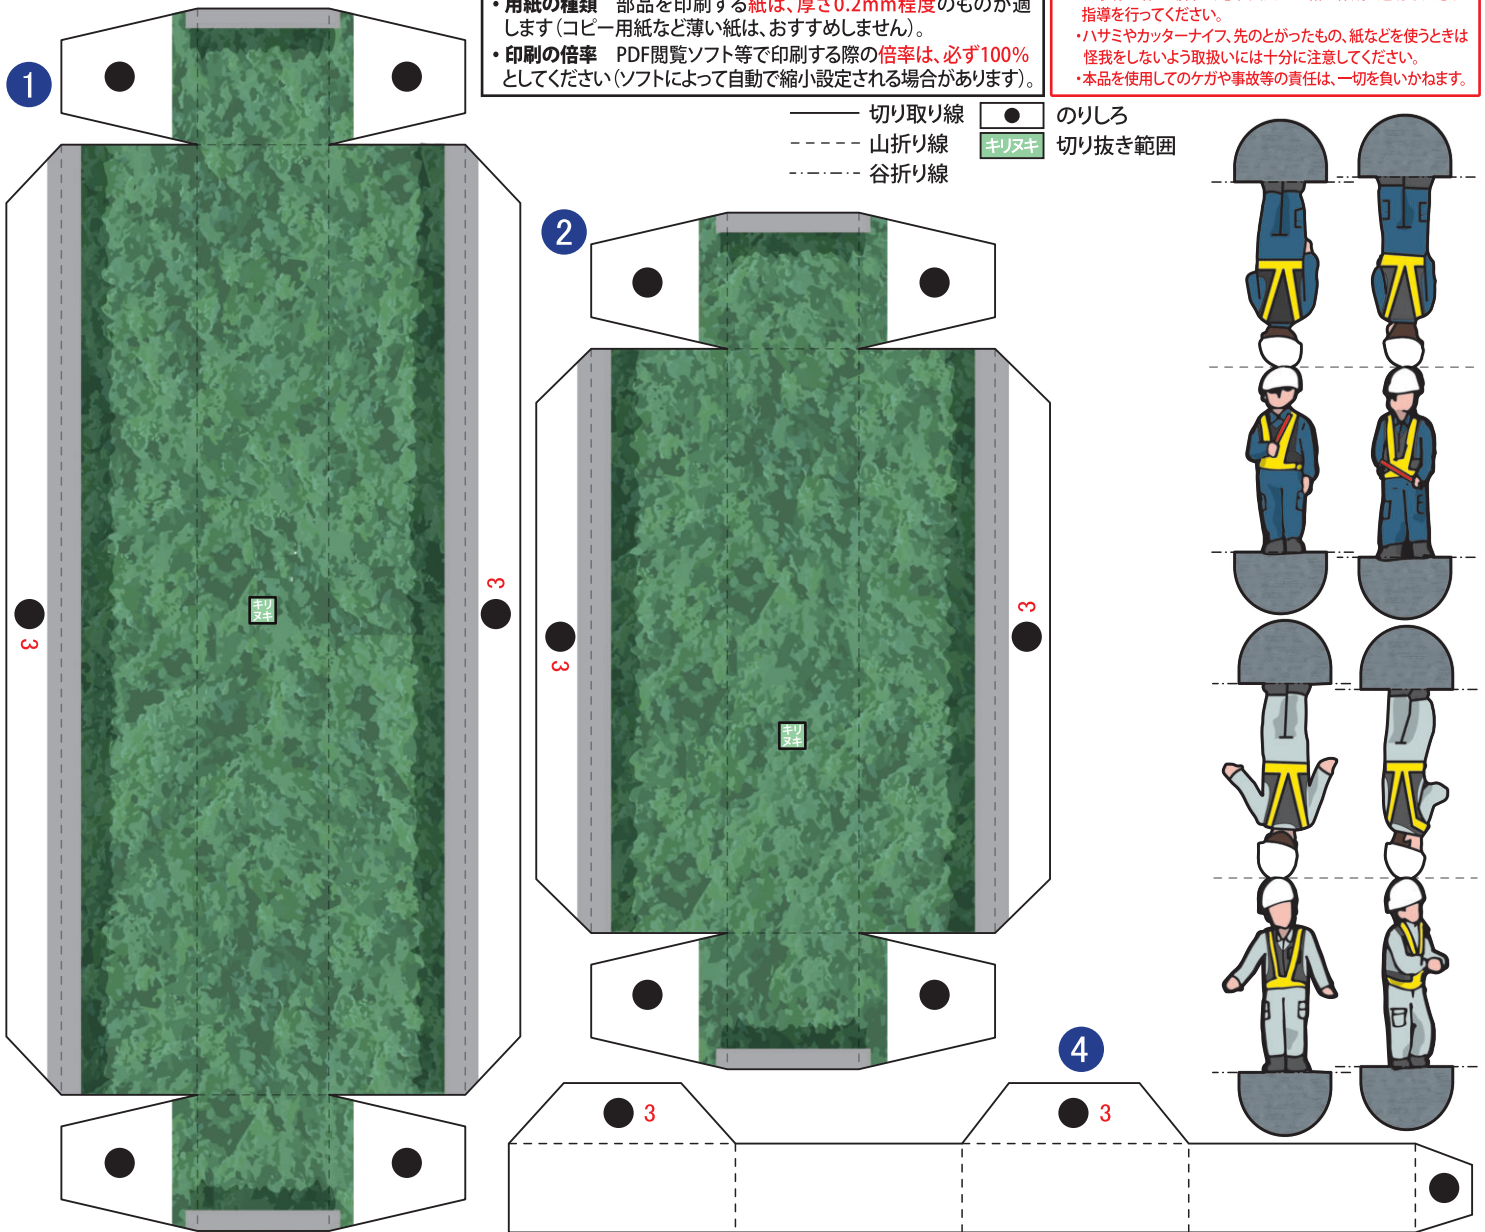 ・用紙の種類　部品を印刷する紙は、厚さ0.2mm程度のものが適
します（コピー用紙など薄い紙は、おすすめしません）。
・印刷の倍率　PDF閲覧ソフト等で印刷する際の倍率は、必ず100%
としてください（ソフトによって自動で縮小設定される場合があります）。
指導を行ってください。
・ハサミやカッターナイフ、先のとがったもの、紙などを使うときは
怪我をしないよう取扱いには十分に注意してください。
・本品を使用してのケガや事故等の責任は、一切を負いかねます。
切り取り線
のりしろ
山折り線
キリヌキ
切り抜き範囲
谷折り線
1
2
3
3
キリ
ヌキ
3
3
キリ
ヌキ
4
3
3